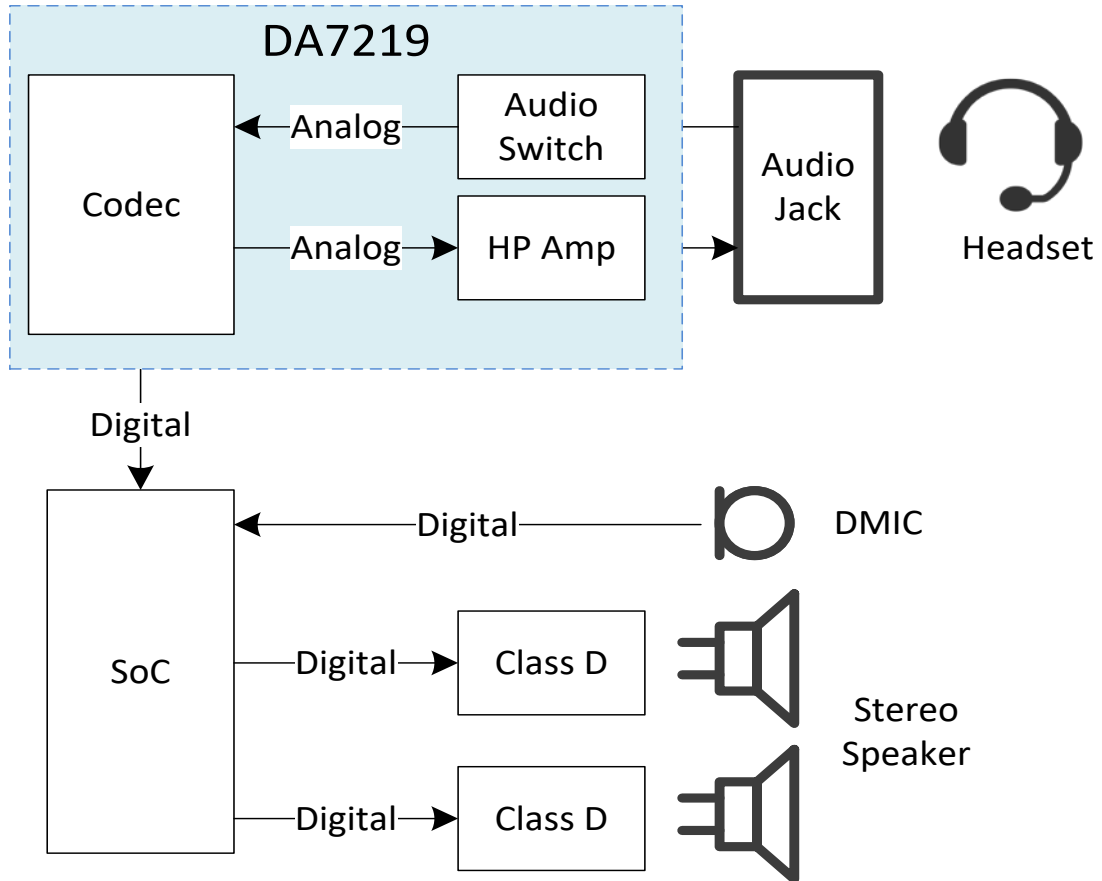 DA7219
Codec
Analog
Audio
Switch
Analog
HP Amp
Audio
Jack
Headset
Digital
SoC
Digital
DMIC
Digital
Class D
Stereo
Speaker
Digital
Class D